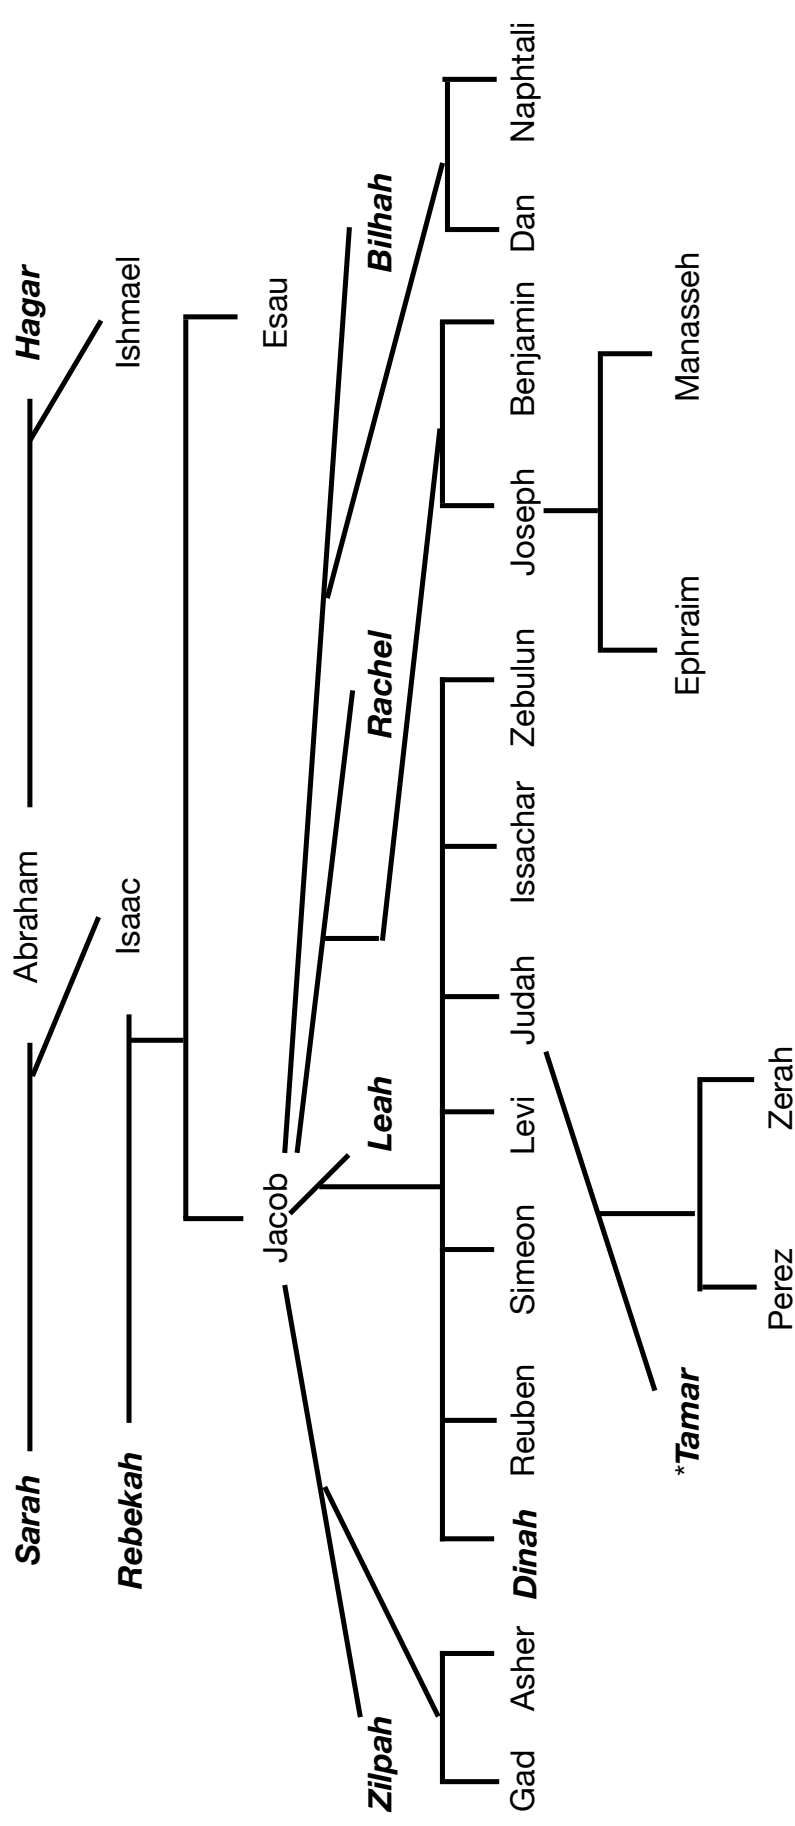 Sarah Abraham Hagar
Rebekah Isaac Ishmael
Jacob Esau
Zilpah Leah Rachel Bilhah
Gad Asher Dinah Reuben Simeon Levi Judah Issachar Zebulun Joseph Benjamin Dan Naphtali
*Tamar Ephraim Manasseh
Perez Zerah